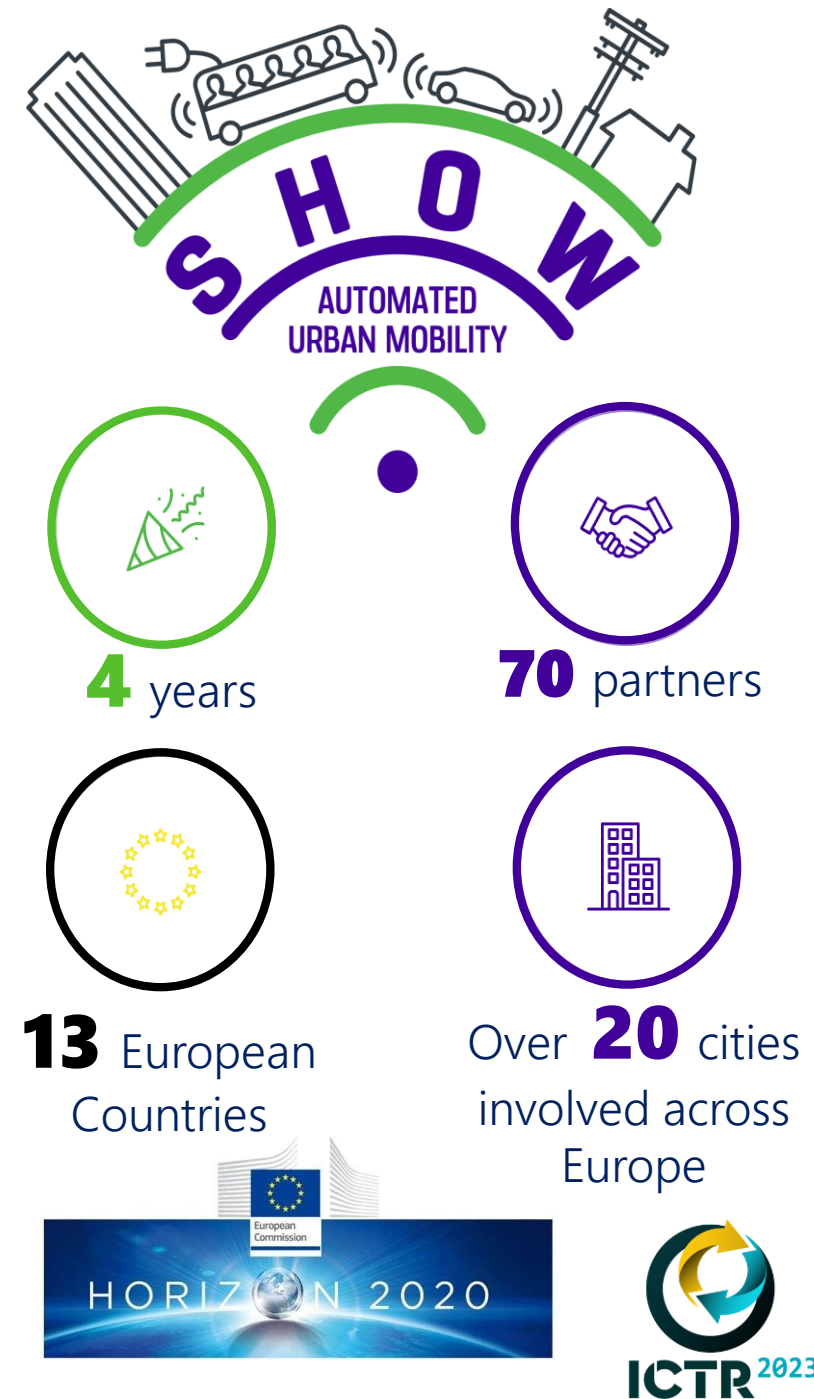 SHOW
AUTOMATED
URBAN MOBILITY
4 years
70 partners
13 European
Countries
Over 20 cities
involved across
Europe
European
Commission
HORIZON 2020
ICTR 2023